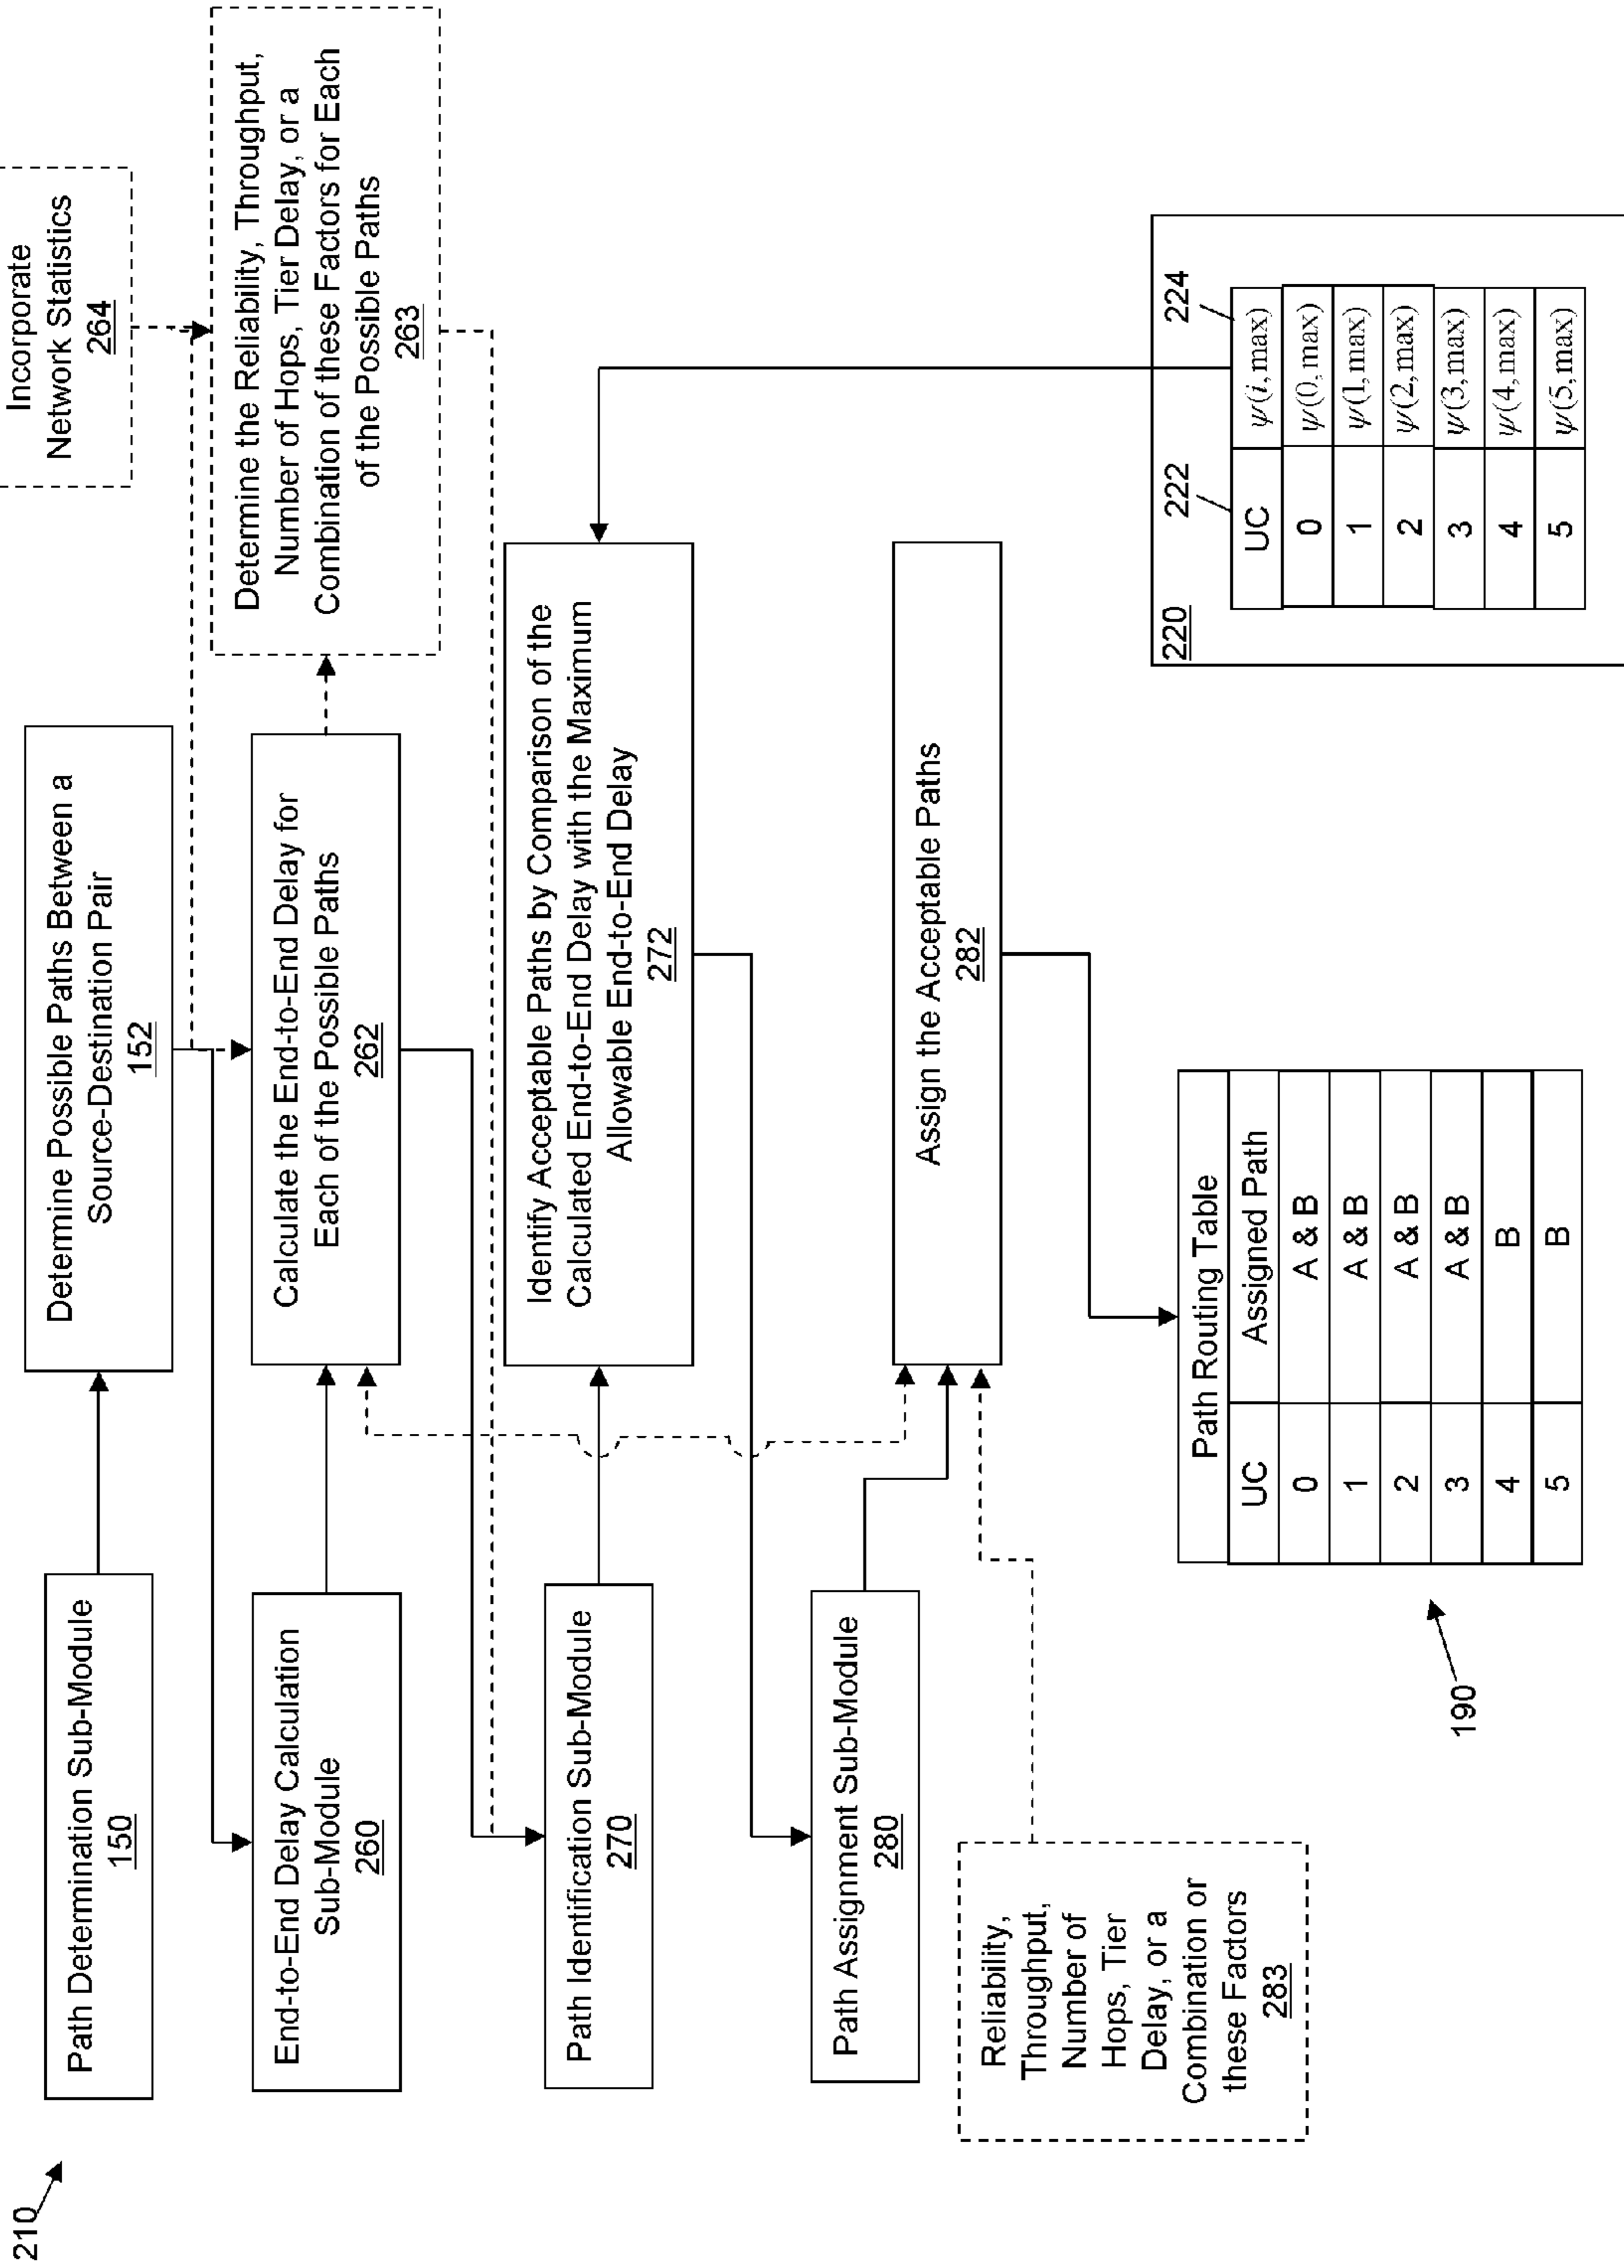 210
Path Determination Sub-Module
150
Determine Possible Paths Between a
Source-Destination Pair
152
Incorporate
Network Statistics
264
End-to-End Delay Calculation
Sub-Module
260
Calculate the End-to-End Delay for
Each of the Possible Paths
262
Determine the Reliability, Throughput,
Number of Hops, Tier Delay, or a
Combination of these Factors for Each
of the Possible Paths
263
Path Identification Sub-Module
270
Identify Acceptable Paths by Comparison of the
Calculated End-to-End Delay with the Maximum
Allowable End-to-End Delay
272
Path Assignment Sub-Module
280
Assign the Acceptable Paths
282
Reliability,
Throughput,
Number of
Hops, Tier
Delay, or a
Combination or
these Factors
283
190
Path Routing Table
UC Assigned Path
0 A & B
1 A & B
2 A & B
3 A & B
4 B
5 B
220
222
224
UC ψ(i,max)
0 ψ(0,max)
1 ψ(1,max)
2 ψ(2,max)
3 ψ(3,max)
4 ψ(4,max)
5 ψ(5,max)